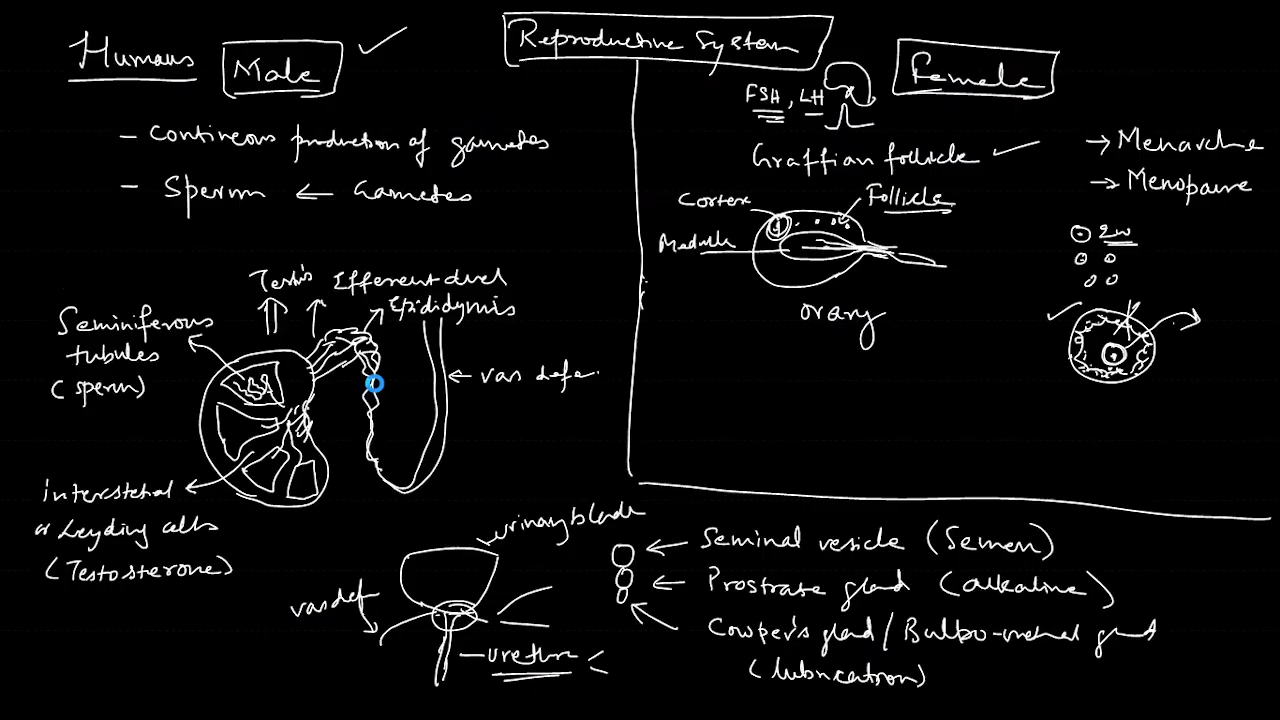 Reproductive System
Humans Male
- Contineous production of gametes
- Sperm ← Gametes
Testis Efferent duct
Epididymis
Seminiferous
tubules
(sperm)
← vas defe.
interstetial
or Leyding cells
(Testosterone)
Female
FSH, LH
Graffian follicle
→ Menarche
→ Menopause
Cortex
Follicle
Medulla
ovary
urinary bladde
vas def
urethra
← Seminal vesicle (Semen)
← Prostrate gland (alkaline)
Cowper's gland/Bulbo-urethral gland
(lubrication)